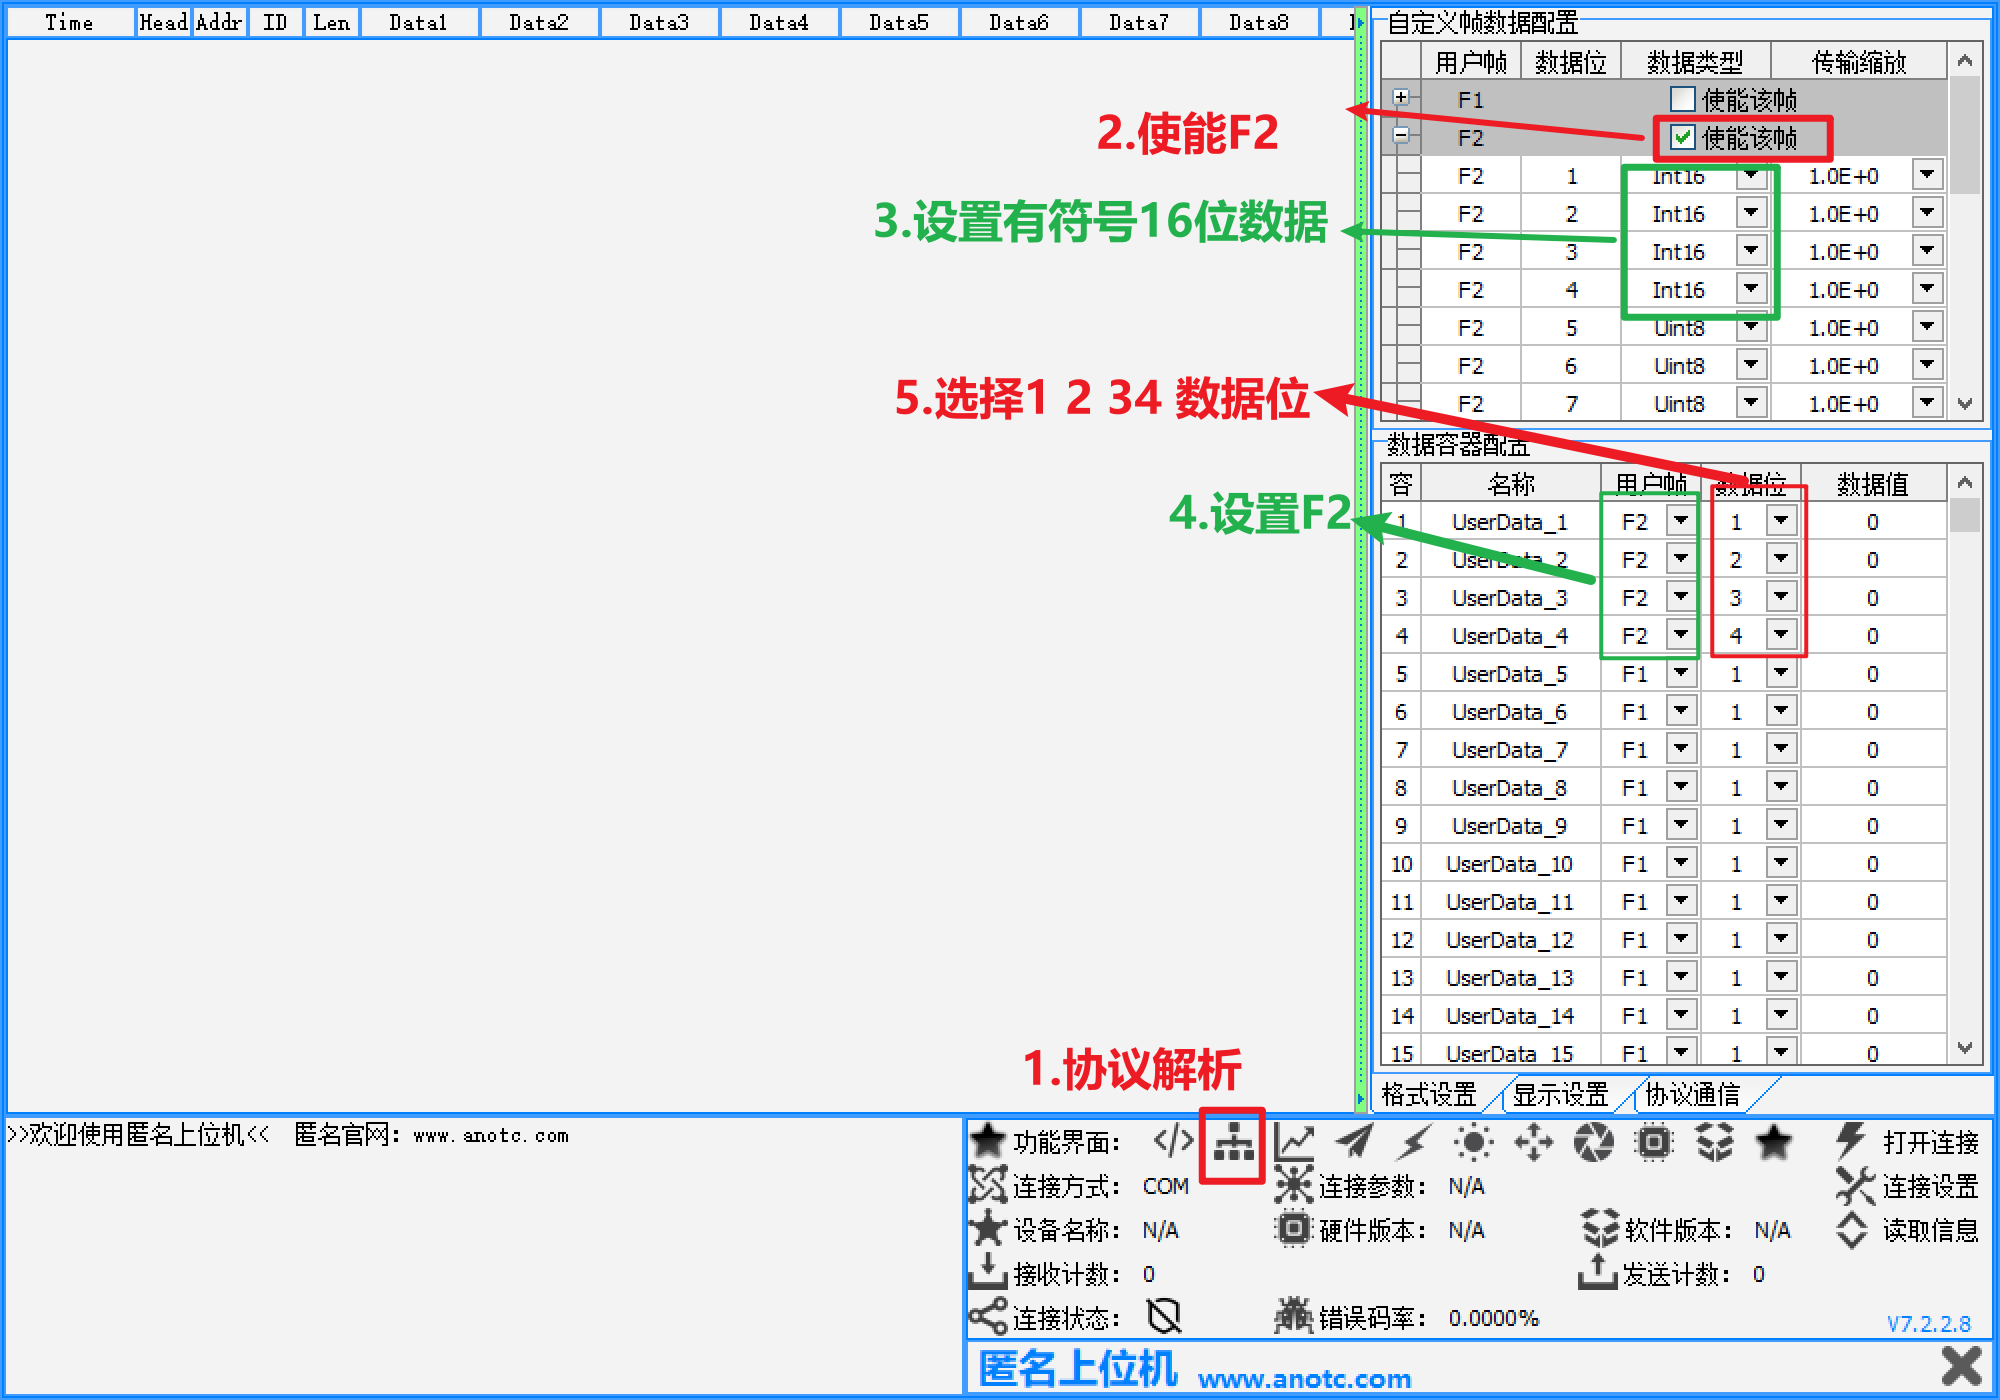 Time Head Addr ID Len Data1 Data2 Data3 Data4 Data5 Data6 Data7 Data8
自定义帧数据配置
用户帧 数据位 数据类型 传输缩放
F1 使能该帧
F2 使能该帧
F2 1 Int16 1.0E+0
F2 2 Int16 1.0E+0
F2 3 Int16 1.0E+0
F2 4 Int16 1.0E+0
F2 5 Uint8 1.0E+0
F2 6 Uint8 1.0E+0
F2 7 Uint8 1.0E+0
2.使能F2
3.设置有符号16位数据
5.选择1 2 34 数据位
4.设置F2
数据容器配置
容 名称 用户帧 数据位 数据值
1 UserData_1 F2 1 0
2 UserData_2 F2 2 0
3 UserData_3 F2 3 0
4 UserData_4 F2 4 0
5 UserData_5 F1 1 0
6 UserData_6 F1 1 0
7 UserData_7 F1 1 0
8 UserData_8 F1 1 0
9 UserData_9 F1 1 0
10 UserData_10 F1 1 0
11 UserData_11 F1 1 0
12 UserData_12 F1 1 0
13 UserData_13 F1 1 0
14 UserData_14 F1 1 0
15 UserData_15 F1 1 0
1.协议解析
格式设置 显示设置 协议通信
>>欢迎使用匿名上位机<< 匿名官网：www.anotc.com
功能界面： 打开连接
连接方式： COM 连接参数： N/A 连接设置
设备名称： N/A 硬件版本： N/A 软件版本： N/A 读取信息
接收计数： 0 发送计数： 0
连接状态： 错误码率： 0.0000%
V7.2.2.8
匿名上位机 www.anotc.com